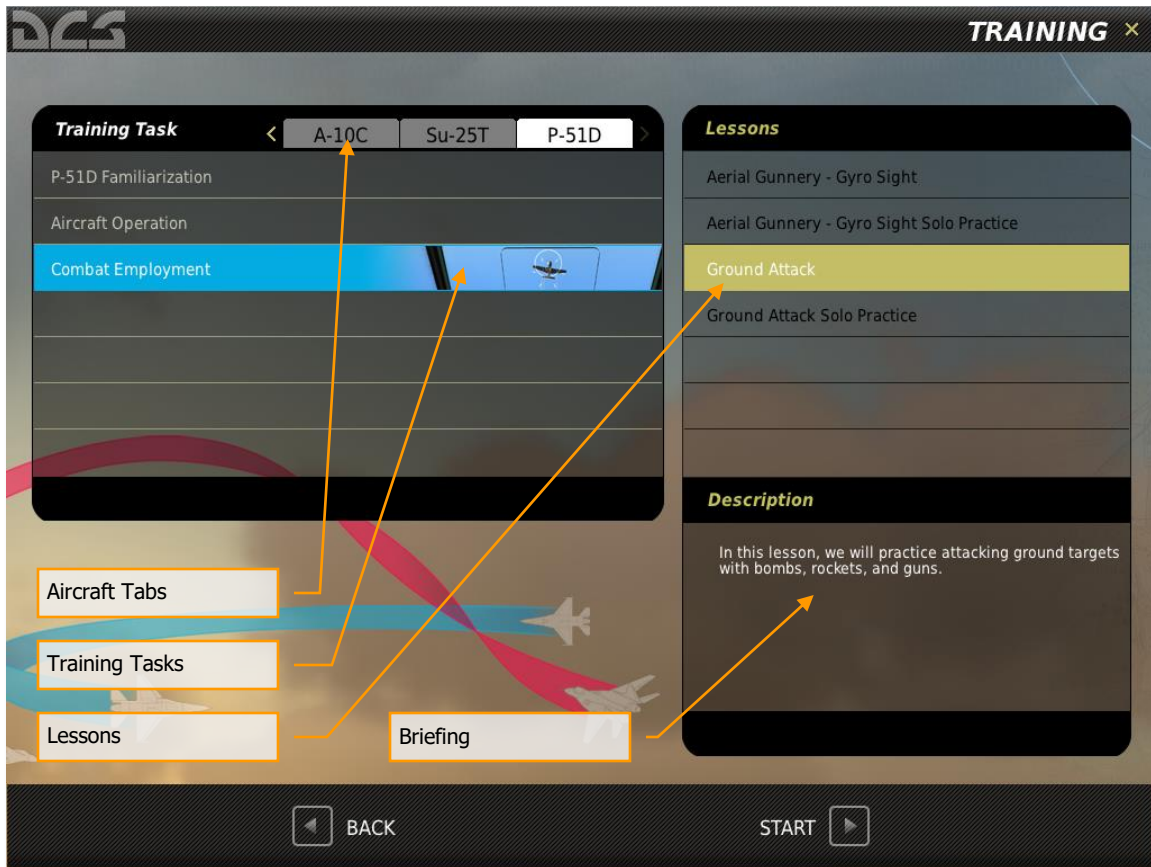 DCS
TRAINING ×
Training Task
A-10C
Su-25T
P-51D
P-51D Familiarization
Aircraft Operation
Combat Employment
Lessons
Aerial Gunnery - Gyro Sight
Aerial Gunnery - Gyro Sight Solo Practice
Ground Attack
Ground Attack Solo Practice
Description
In this lesson, we will practice attacking ground targets
with bombs, rockets, and guns.
Aircraft Tabs
Training Tasks
Lessons
Briefing
BACK
START